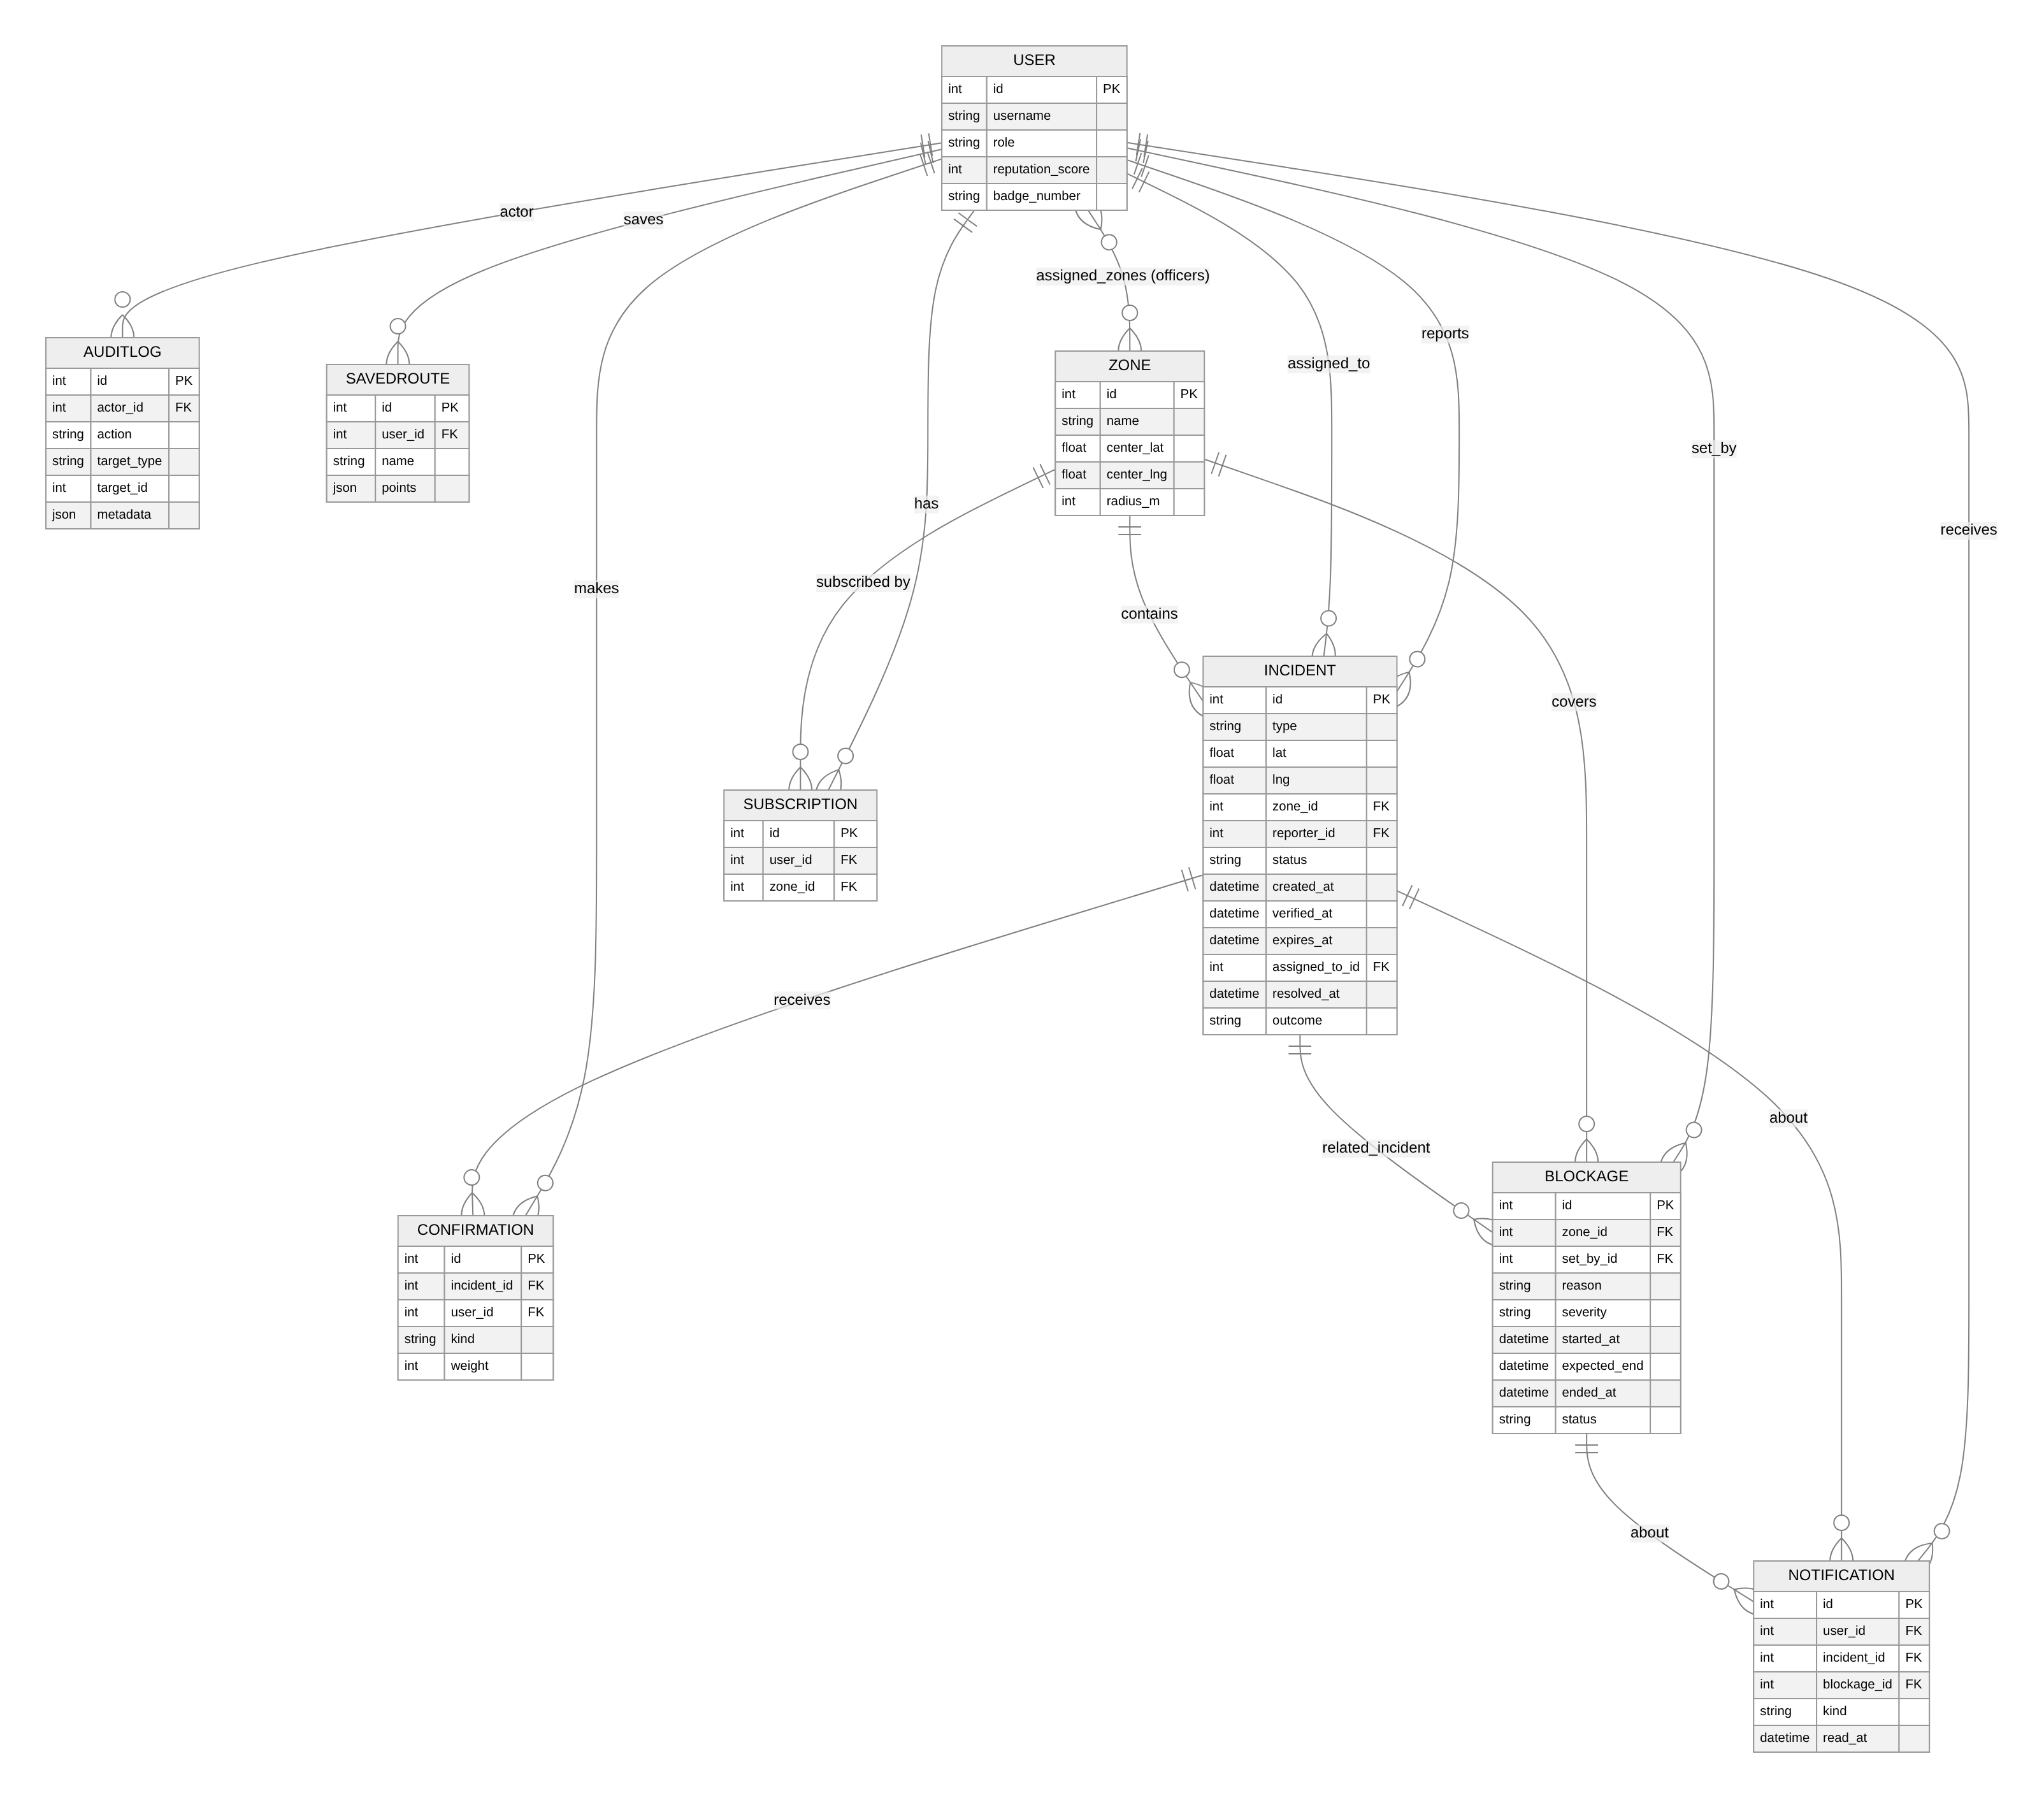 USER
int id PK
string username
string role
int reputation_score
string badge_number
actor
saves
assigned_zones (officers)
reports
assigned_to
AUDITLOG
int id PK
int actor_id FK
string action
string target_type
int target_id
json metadata
SAVEDROUTE
int id PK
int user_id FK
string name
json points
ZONE
int id PK
string name
float center_lat
float center_lng
int radius_m
set_by
has
receives
subscribed by
makes
contains
covers
INCIDENT
int id PK
string type
float lat
float lng
int zone_id FK
int reporter_id FK
string status
datetime created_at
datetime verified_at
datetime expires_at
int assigned_to_id FK
datetime resolved_at
string outcome
SUBSCRIPTION
int id PK
int user_id FK
int zone_id FK
receives
about
related_incident
CONFIRMATION
int id PK
int incident_id FK
int user_id FK
string kind
int weight
BLOCKAGE
int id PK
int zone_id FK
int set_by_id FK
string reason
string severity
datetime started_at
datetime expected_end
datetime ended_at
string status
about
NOTIFICATION
int id PK
int user_id FK
int incident_id FK
int blockage_id FK
string kind
datetime read_at